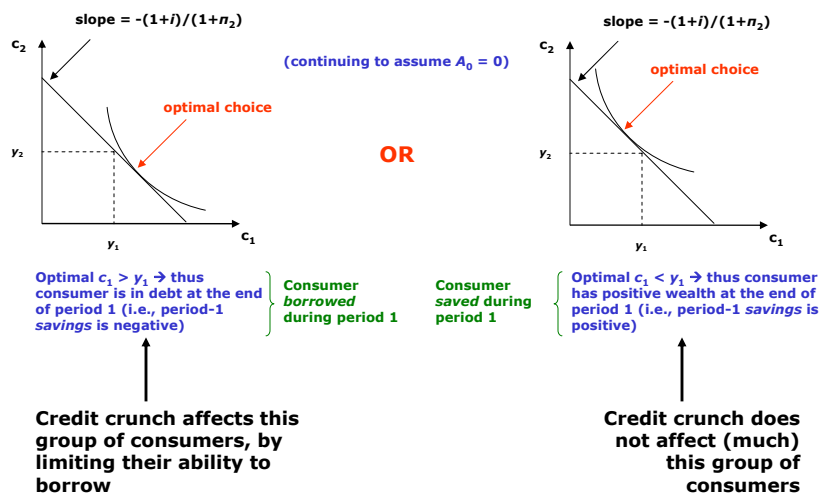 slope = -(1+i)/(1+π₂)
c₂
(continuing to assume A₀ = 0)
optimal choice
y₂
y₁
c₁
OR
slope = -(1+i)/(1+π₂)
c₂
optimal choice
y₂
y₁
c₁
Optimal c₁ > y₁ → thus
consumer is in debt at the end
of period 1 (i.e., period-1
savings is negative)
Consumer
borrowed
during period 1
Consumer
saved during
period 1
Optimal c₁ < y₁ → thus consumer
has positive wealth at the end of
period 1 (i.e., period-1 savings is
positive)
Credit crunch affects this
group of consumers, by
limiting their ability to
borrow
Credit crunch does
not affect (much)
this group of
consumers